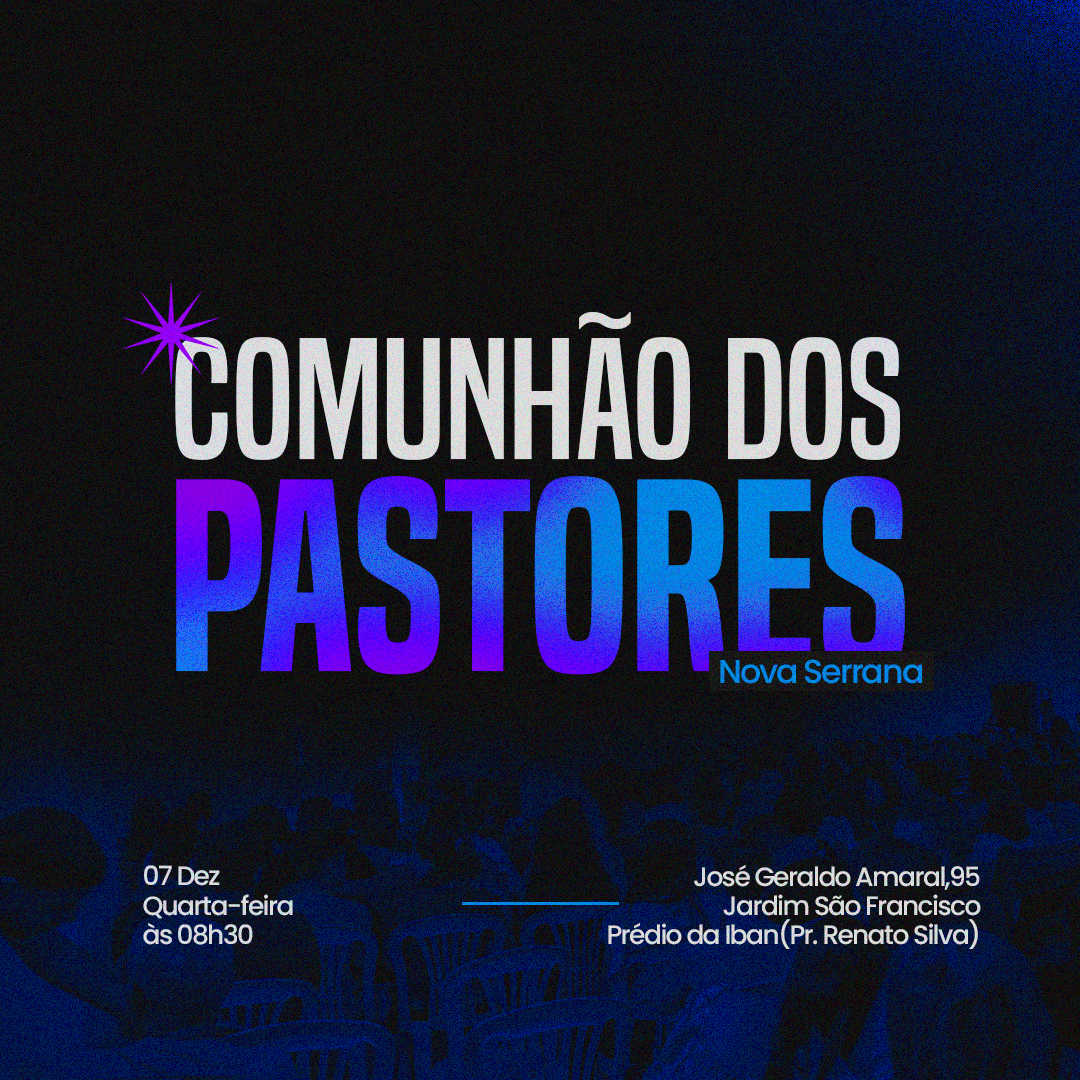 COMUNHÃO DOS
PASTORES
Nova Serrana
07 Dez
Quarta-feira
às 08h30
José Geraldo Amaral,95
Jardim São Francisco
Prédio da Iban(Pr. Renato Silva)